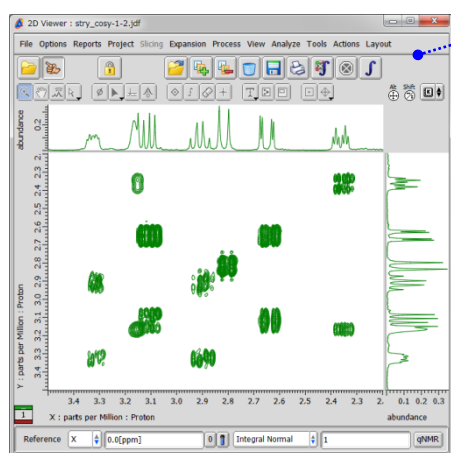 2D Viewer : stry_cosy-1-2.jdf
File Options Reports Project Slicing Expansion Process View Analyze Tools Actions Layout
Alt Shift
abundance
0.2
2.
2.4
2.5
2.6
2.7
2.8
2.9
3.0
3.1
3.2
3.3
3.4
Y : parts per Million : Proton
3.4 3.3 3.2 3.1 3.0 2.9 2.8 2.7 2.6 2.5 2.4 2.3 2. 0.1 0.2 0.3
1 X : parts per Million : Proton abundance
Reference X 0.0[ppm] 0 Integral Normal 1 qNMR